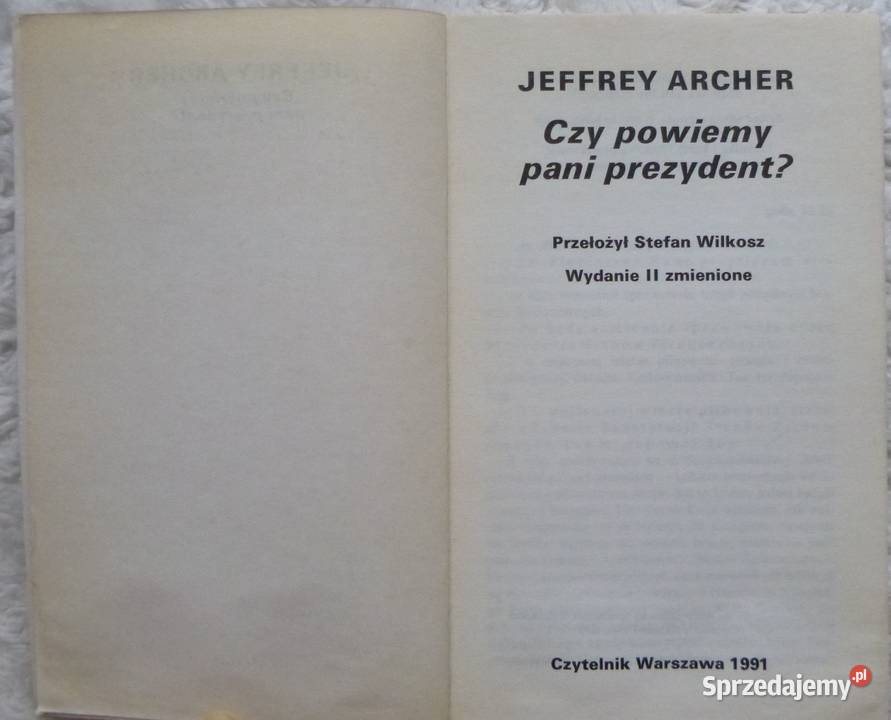 JEFFREY ARCHER
Czy powiemy
pani prezydent?
Przełożył Stefan Wilkosz
Wydanie II zmienione
Czytelnik Warszawa 1991
Sprzedajemy.pl